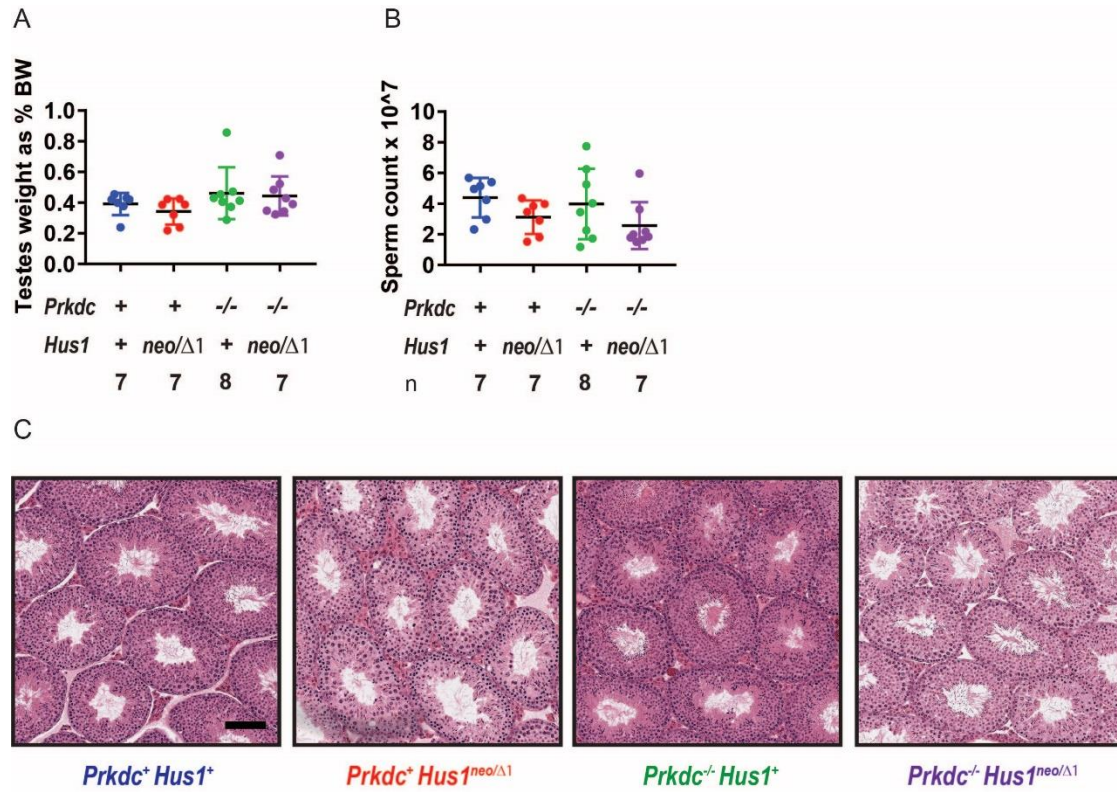 A
Testes weight as % BW
1.0
0.8
0.6
0.4
0.2
0.0
Prkdc + + -/- -/-
Hus1 + neo/Δ1 + neo/Δ1
7 7 8 7
B
Sperm count x 10^7
10
8
6
4
2
0
Prkdc + + -/- -/-
Hus1 + neo/Δ1 + neo/Δ1
n 7 7 8 7
C
Prkdc⁺ Hus1⁺ Prkdc⁺ Hus1ⁿᵉᵒ/Δ¹ Prkdc⁻/⁻ Hus1⁺ Prkdc⁻/⁻ Hus1ⁿᵉᵒ/Δ¹